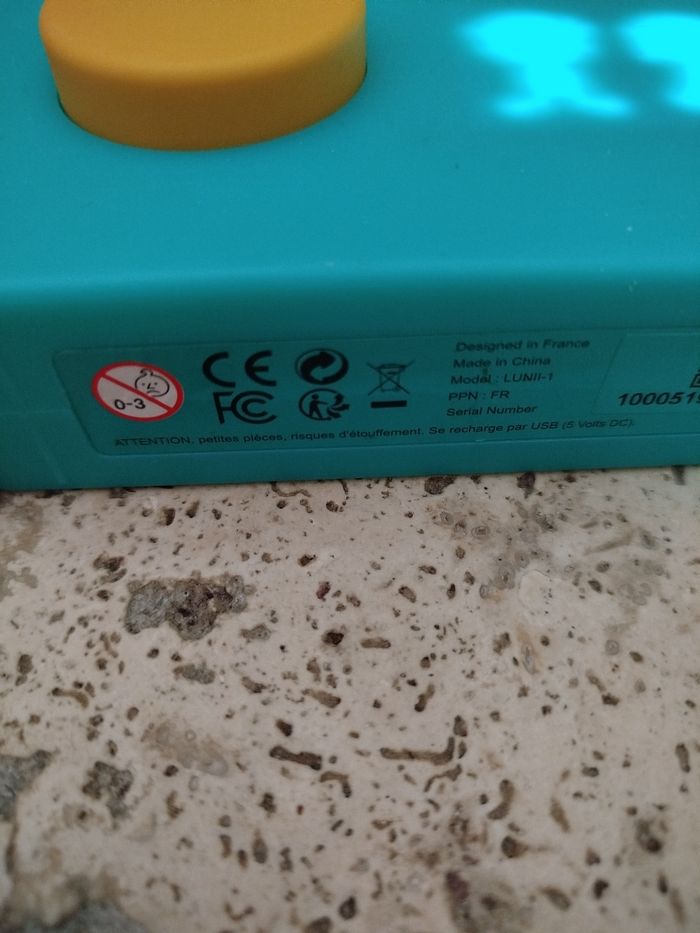 0-3
CE
FC
Designed in France
Made in China
Model : LUNII-1
PPN : FR
Serial Number
100051
ATTENTION, petites pièces, risques d'étouffement. Se recharge par USB (5 Volts DC).